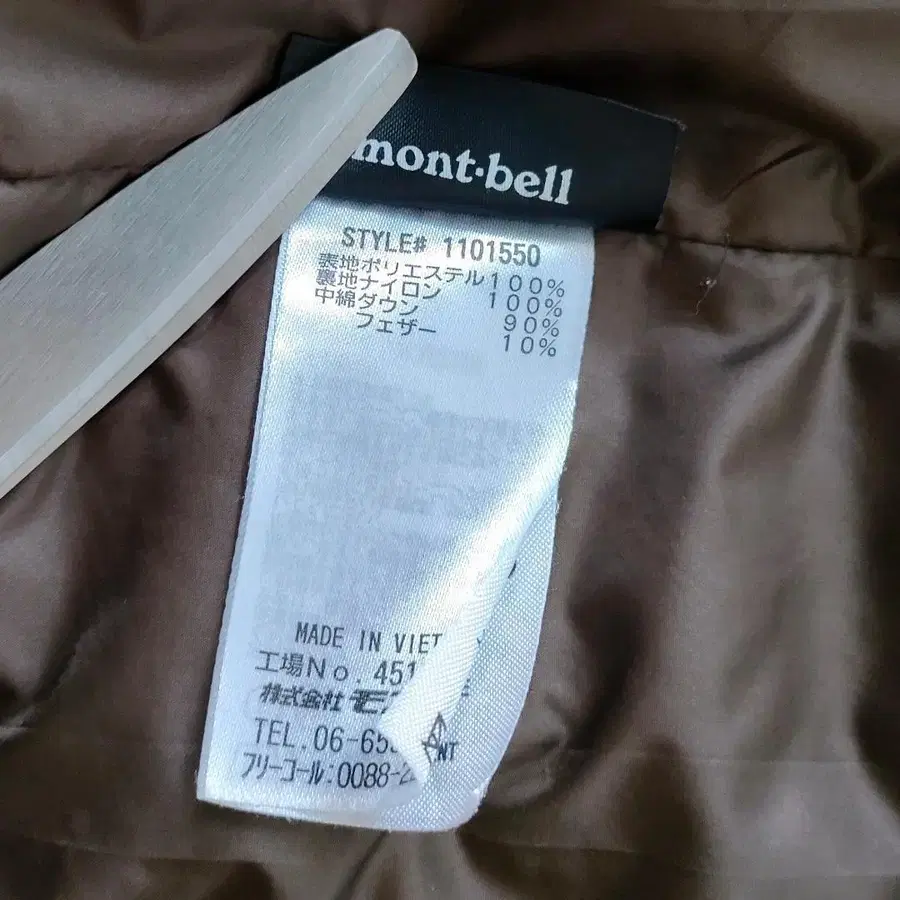 mont-bell
STYLE# 1101550
表地ポリエステル100%
裏地ナイロン 100%
中綿ダウン 90%
フェザー 10%
MADE IN VIET
工場No. 451
株式会社モ
TEL.06-65
フリーコール:0088-2
NT